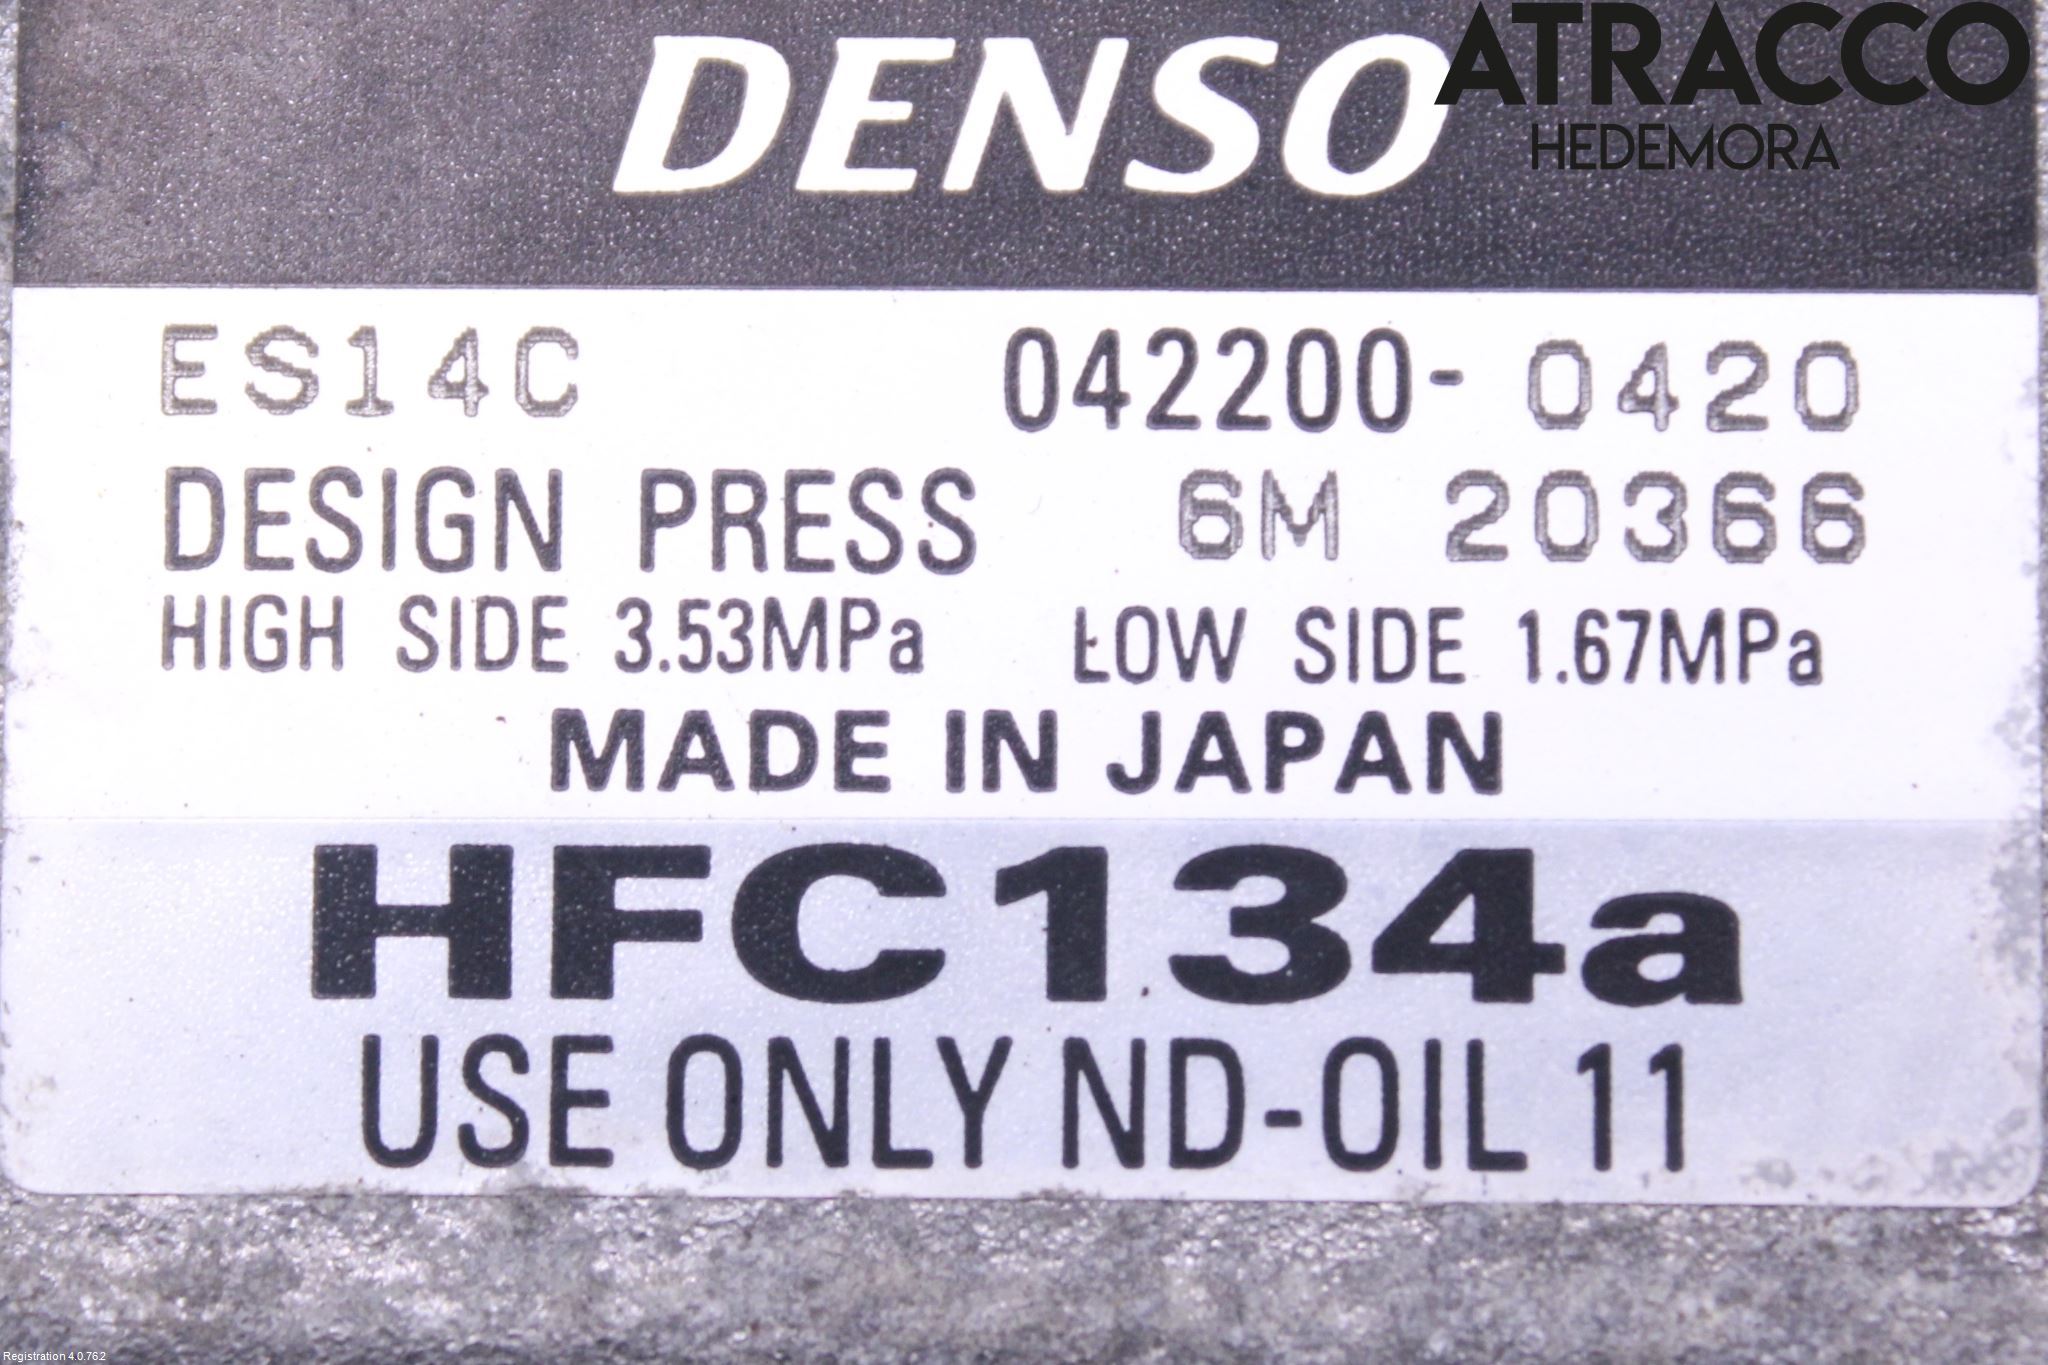 DENSO
ATRACCO
HEDEMORA
ES14C 042200-0420
DESIGN PRESS 6M 20366
HIGH SIDE 3.53MPa LOW SIDE 1.67MPa
MADE IN JAPAN
HFC134a
USE ONLY ND-OIL 11
Registration 4.0.762